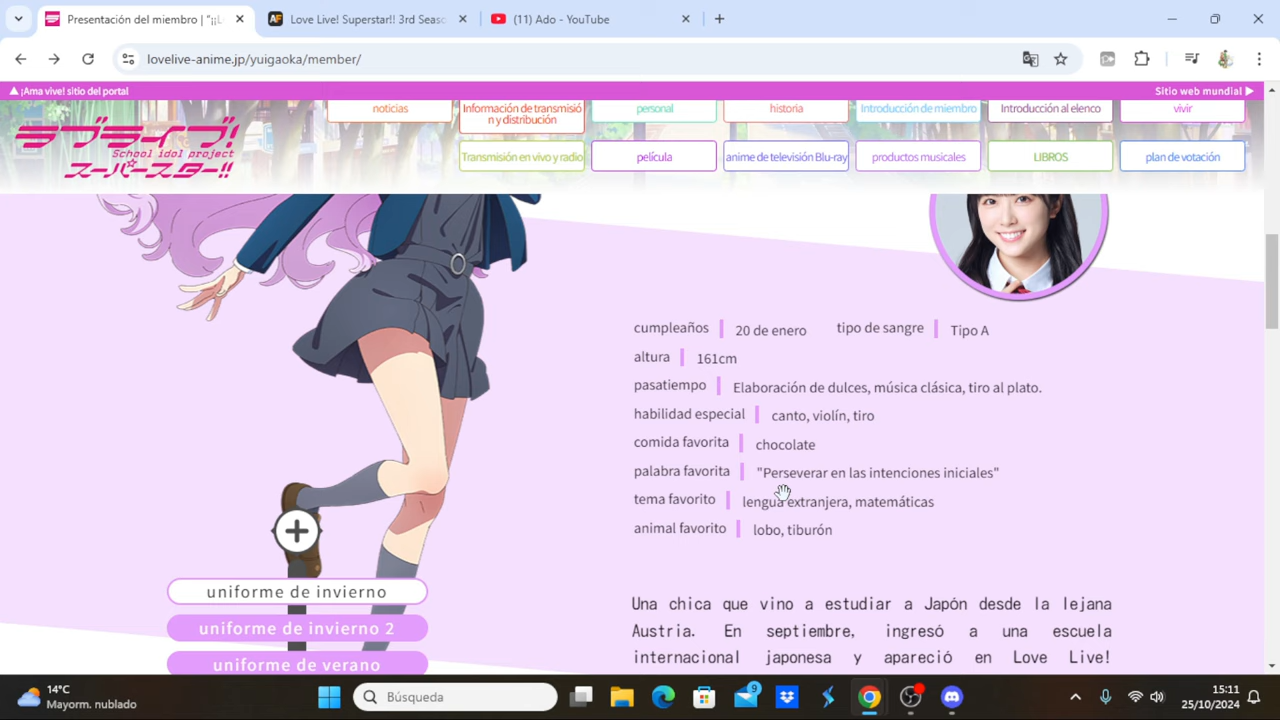 Presentación del miembro | "¡¡L
Love Live! Superstar!! 3rd Seas
(11) Ado - YouTube
lovelive-anime.jp/yuigaoka/member/
▲ ¡Ama vive! sitio del portal
Sitio web mundial ▶
noticias
Información de transmisió
n y distribución
personal
historia
Introducción de miembro
Introducción al elenco
vivir
ラブライブ!
School idol project
スーパースター!!
Transmisión en vivo y radio
película
anime de televisión Blu-ray
productos musicales
LIBROS
plan de votación
cumpleaños 20 de enero tipo de sangre Tipo A
altura 161cm
pasatiempo Elaboración de dulces, música clásica, tiro al plato.
habilidad especial canto, violín, tiro
comida favorita chocolate
palabra favorita "Perseverar en las intenciones iniciales"
tema favorito lengua extranjera, matemáticas
animal favorito lobo, tiburón
uniforme de invierno
uniforme de invierno 2
uniforme de verano
Una chica que vino a estudiar a Japón desde la lejana
Austria. En septiembre, ingresó a una escuela
internacional japonesa y apareció en Love Live!
14°C
Mayorm. nublado
Búsqueda
9
15:11
25/10/2024